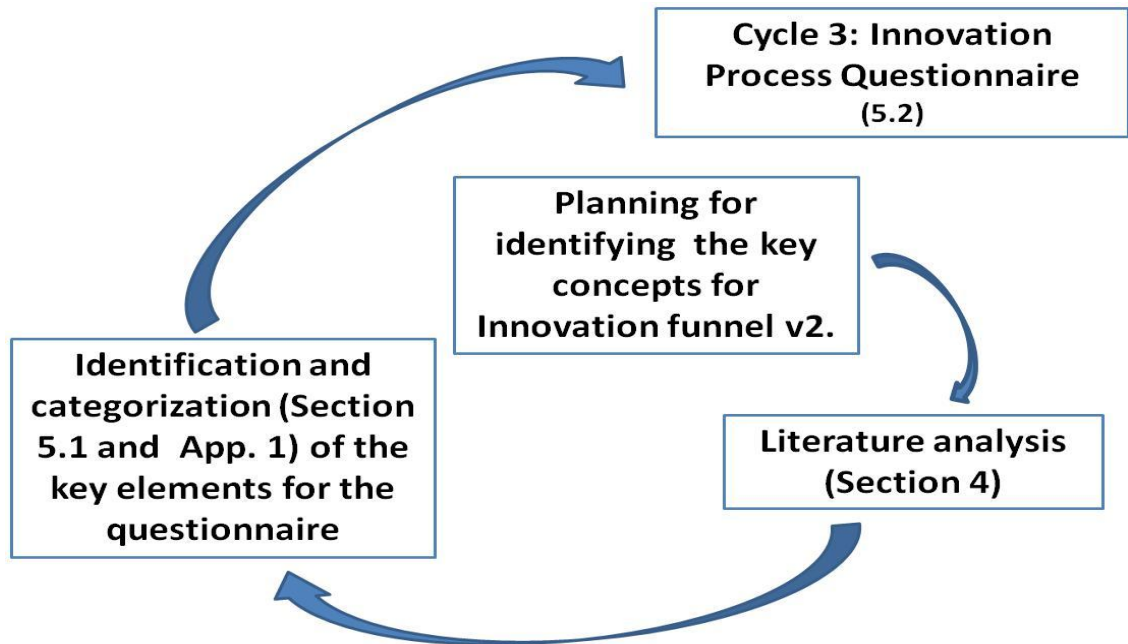 Cycle 3: Innovation
Process Questionnaire
(5.2)
Planning for
identifying the key
concepts for
Innovation funnel v2.
Identification and
categorization (Section
5.1 and App. 1) of the
key elements for the
questionnaire
Literature analysis
(Section 4)